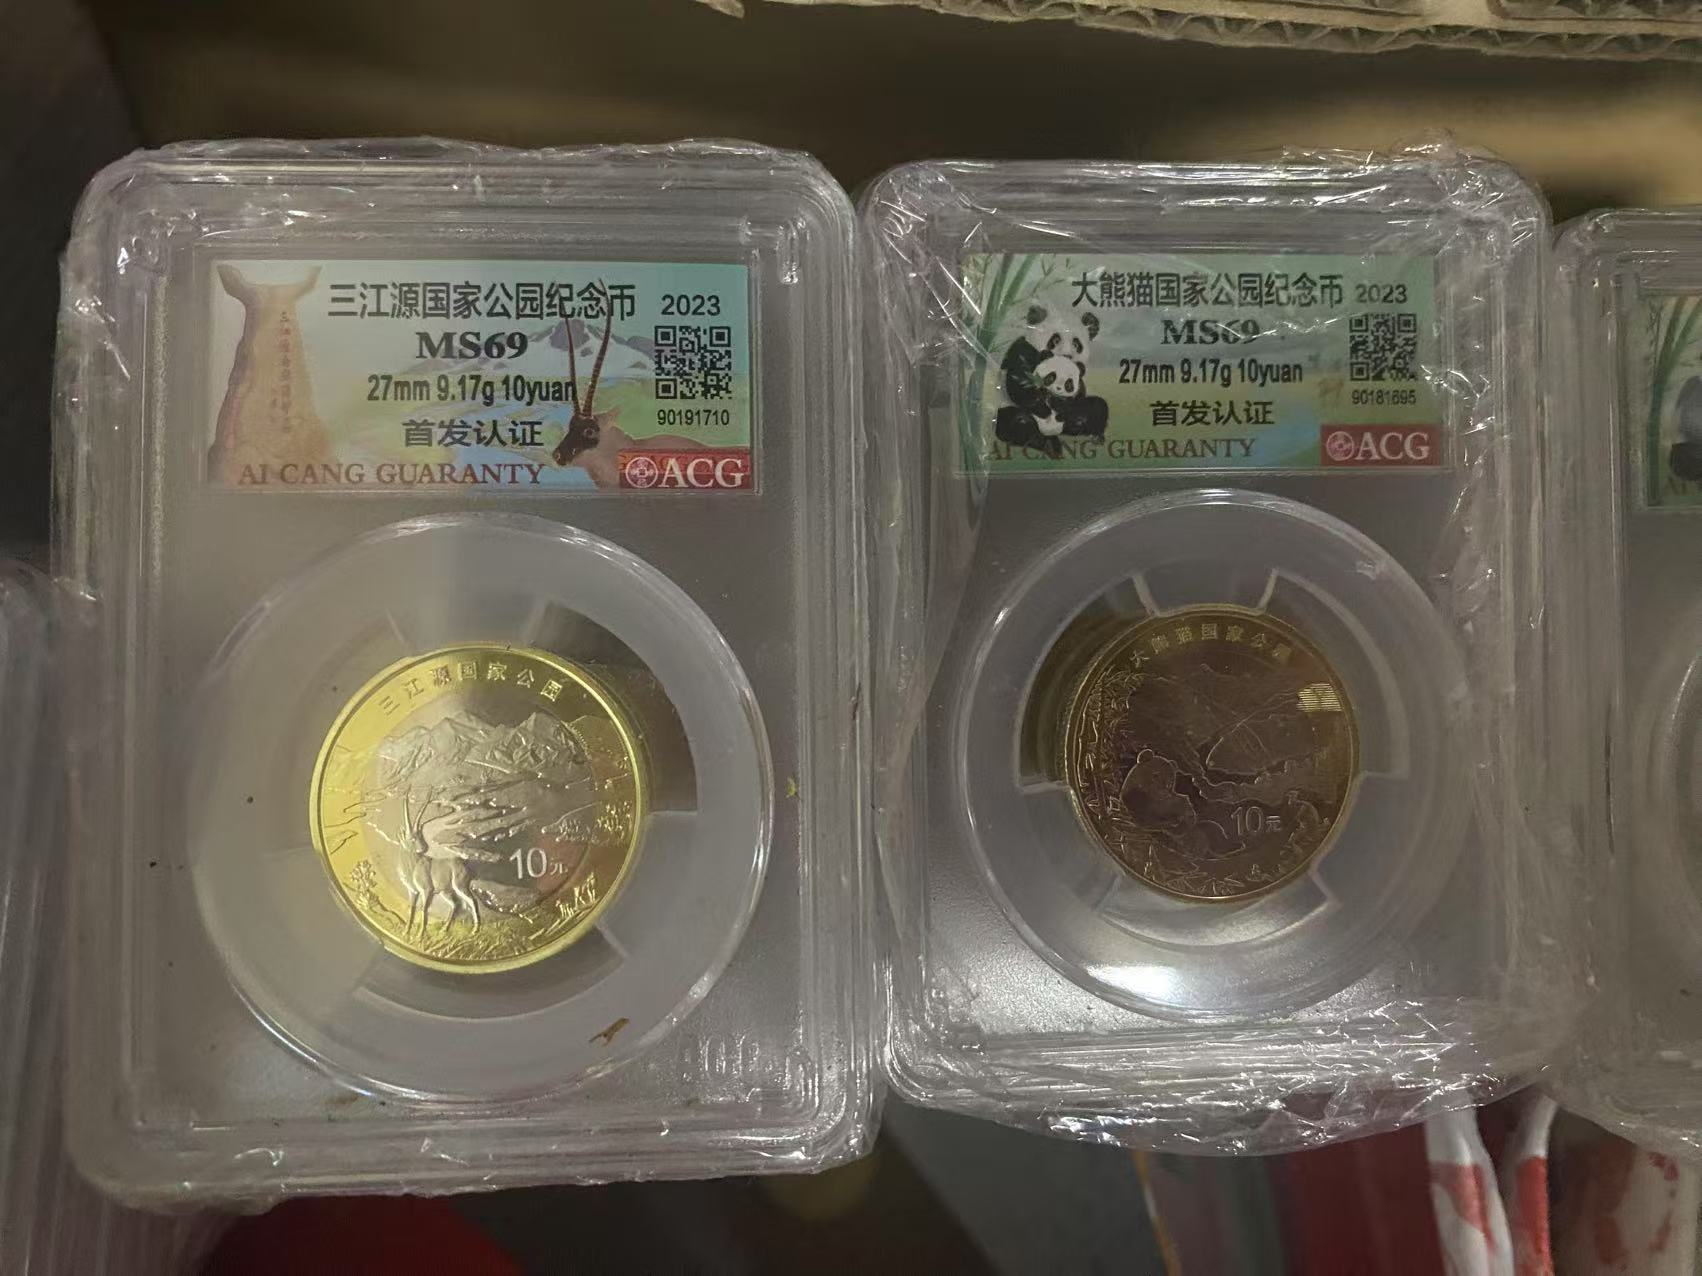 三江源国家公园纪念币 2023
MS69
27mm 9.17g 10yuan
首发认证
90191710
AI CANG GUARANTY
ACG
三江源国家公园
10元
大熊猫国家公园纪念币 2023
MS69
27mm 9.17g 10yuan
首发认证
90181695
AI CANG GUARANTY
ACG
大熊猫国家公园
10元